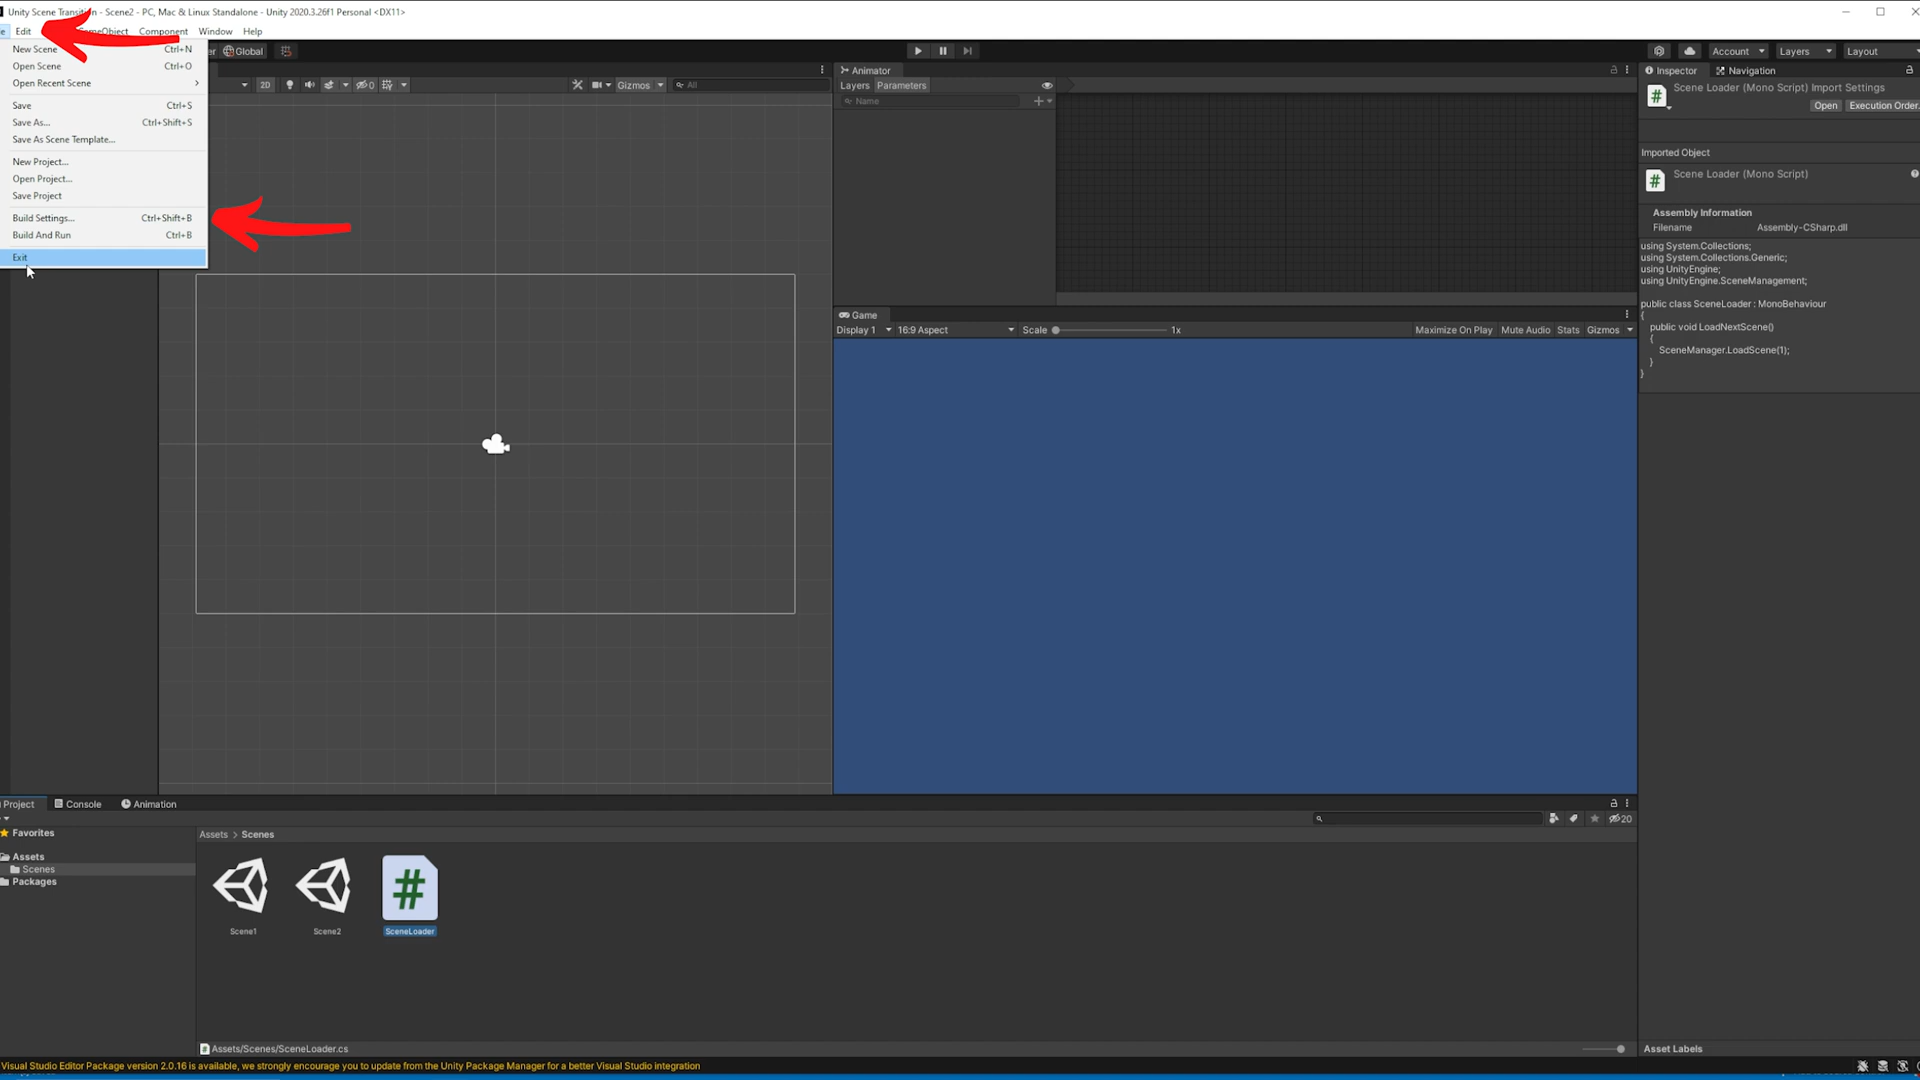 Unity Scene Transiti n - Scene2 - PC, Mac & Linux Standalone - Unity 2020.3.26f1 Personal <DX11>
e Edit eObject Component Window Help
New Scene Ctrl+N
Open Scene Ctrl+O
Open Recent Scene >
Save Ctrl+S
Save As... Ctrl+Shift+S
Save As Scene Template...
New Project...
Open Project...
Save Project
Build Settings... Ctrl+Shift+B
Build And Run Ctrl+B
Exit
er Global
Account Layers Layout
2D 0 Gizmos All
Animator
Layers Parameters
Name
Game
Display 1 16:9 Aspect Scale 1x Maximize On Play Mute Audio Stats Gizmos
Inspector Navigation
Scene Loader (Mono Script) Import Settings
Open Execution Order.
Imported Object
# Scene Loader (Mono Script)
Assembly Information
Filename Assembly-CSharp.dll
using System.Collections;
using System.Collections.Generic;
using UnityEngine;
using UnityEngine.SceneManagement;
public class SceneLoader : MonoBehaviour
{
public void LoadNextScene()
{
SceneManager.LoadScene(1);
}
}
Project Console Animation
20
Favorites
Assets
Scenes
Packages
Assets > Scenes
#
Scene1 Scene2 SceneLoader
Assets/Scenes/SceneLoader.cs
Asset Labels
Visual Studio Editor Package version 2.0.16 is available, we strongly encourage you to update from the Unity Package Manager for a better Visual Studio integration